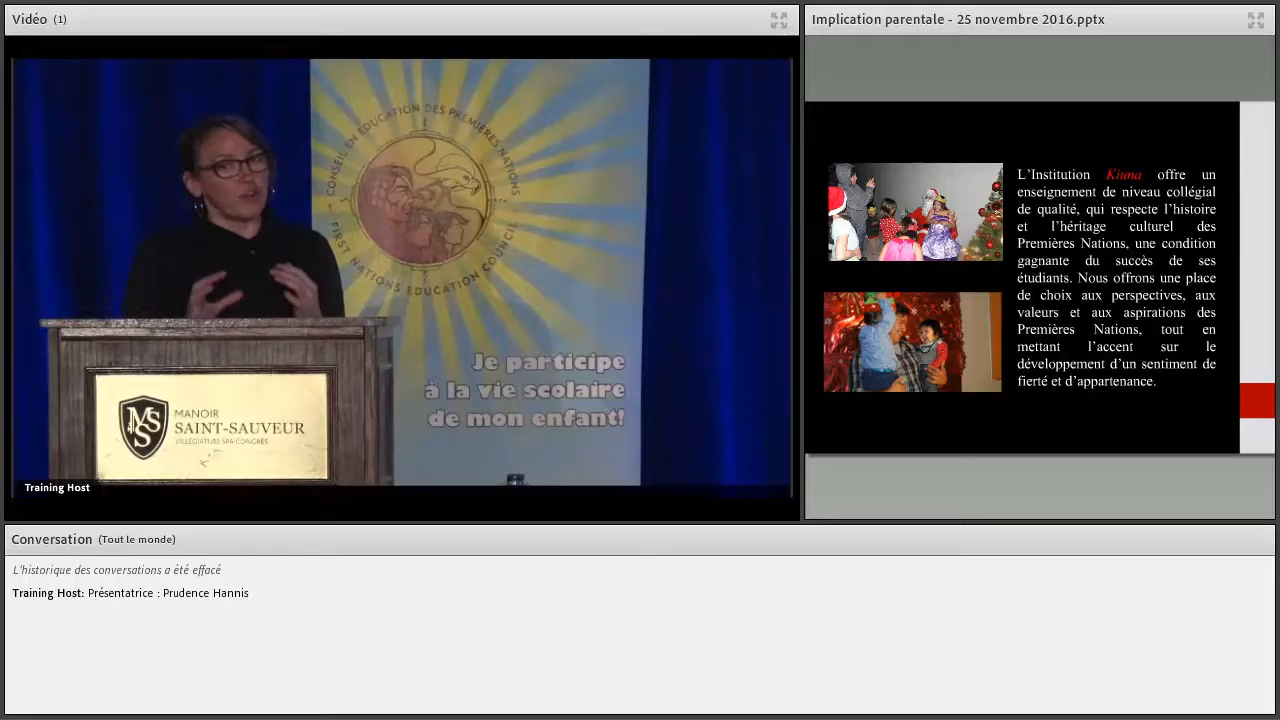 Vidéo (1)
CONSEIL EN ÉDUCATION DES PREMIÈRES NATIONS
FIRST NATIONS EDUCATION COUNCIL
Je participe
à la vie scolaire
de mon enfant!
MSS
MANOIR
SAINT-SAUVEUR
VILLÉGIATURE SPA CONGRÈS
Training Host
Implication parentale - 25 novembre 2016.pptx
L’Institution Kiuna offre un
enseignement de niveau collégial
de qualité, qui respecte l’histoire
et l’héritage culturel des
Premières Nations, une condition
gagnante du succès de ses
étudiants. Nous offrons une place
de choix aux perspectives, aux
valeurs et aux aspirations des
Premières Nations, tout en
mettant l’accent sur le
développement d’un sentiment de
fierté et d’appartenance.
Conversation (Tout le monde)
L'historique des conversations a été effacé
Training Host: Présentatrice : Prudence Hannis